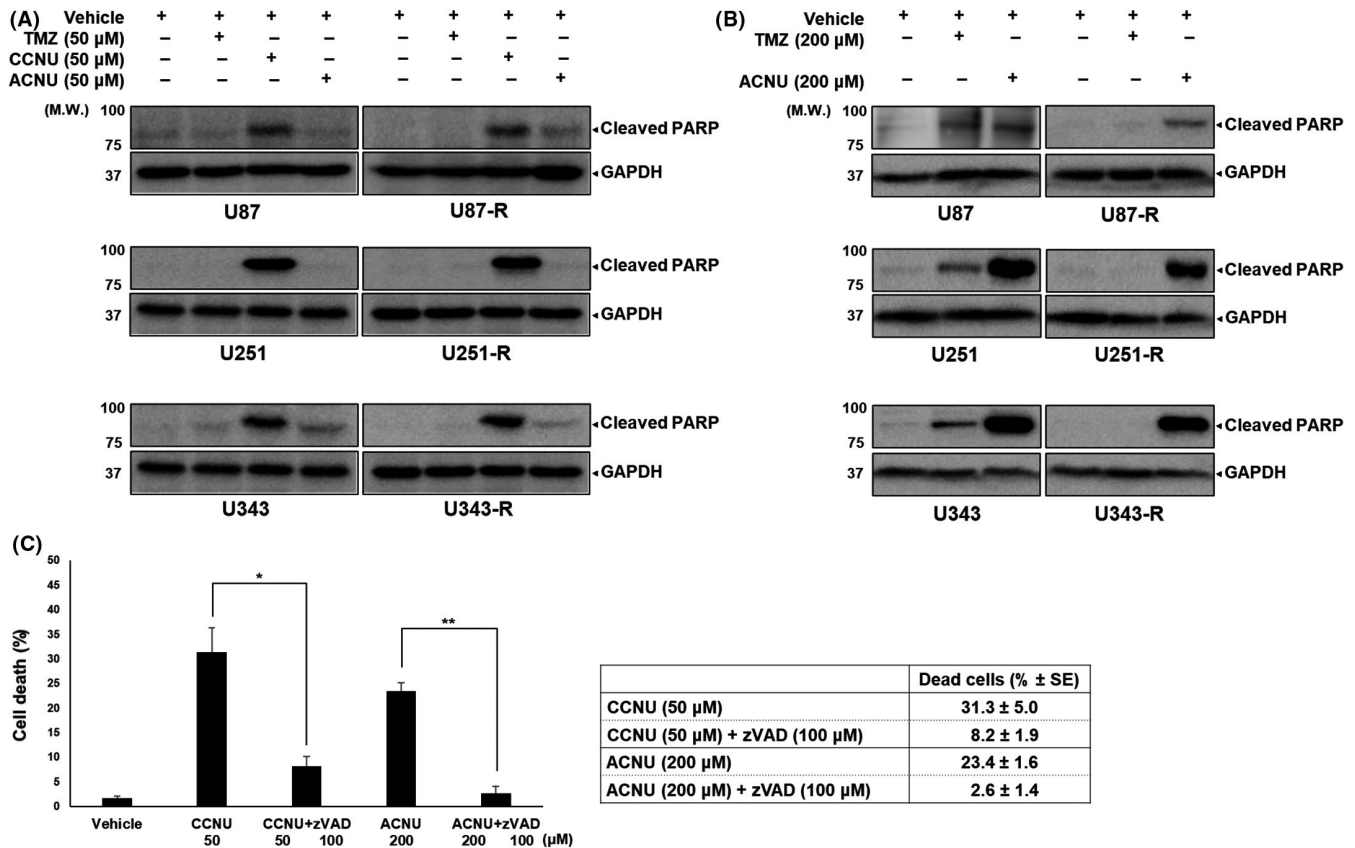 (A)
Vehicle + + + + + + + +
TMZ (50 µM) – + – – – + – –
CCNU (50 µM) – – + – – – + –
ACNU (50 µM) – – – + – – – +
(M.W.)
100
75
37
Cleaved PARP
GAPDH
U87 U87-R
100
75
37
Cleaved PARP
GAPDH
U251 U251-R
100
75
37
Cleaved PARP
GAPDH
U343 U343-R
(B)
Vehicle + + + + + +
TMZ (200 µM) – + – – + –
ACNU (200 µM) – – + – – +
(M.W.)
100
75
37
Cleaved PARP
GAPDH
U87 U87-R
100
75
37
Cleaved PARP
GAPDH
U251 U251-R
100
75
37
Cleaved PARP
GAPDH
U343 U343-R
(C)
Cell death (%)
50
45
40
35
30
25
20
15
10
5
0
*
**
Vehicle CCNU CCNU+zVAD ACNU ACNU+zVAD
50 50 100 200 200 100 (µM)
Dead cells (% ± SE)
CCNU (50 µM) 31.3 ± 5.0
CCNU (50 µM) + zVAD (100 µM) 8.2 ± 1.9
ACNU (200 µM) 23.4 ± 1.6
ACNU (200 µM) + zVAD (100 µM) 2.6 ± 1.4